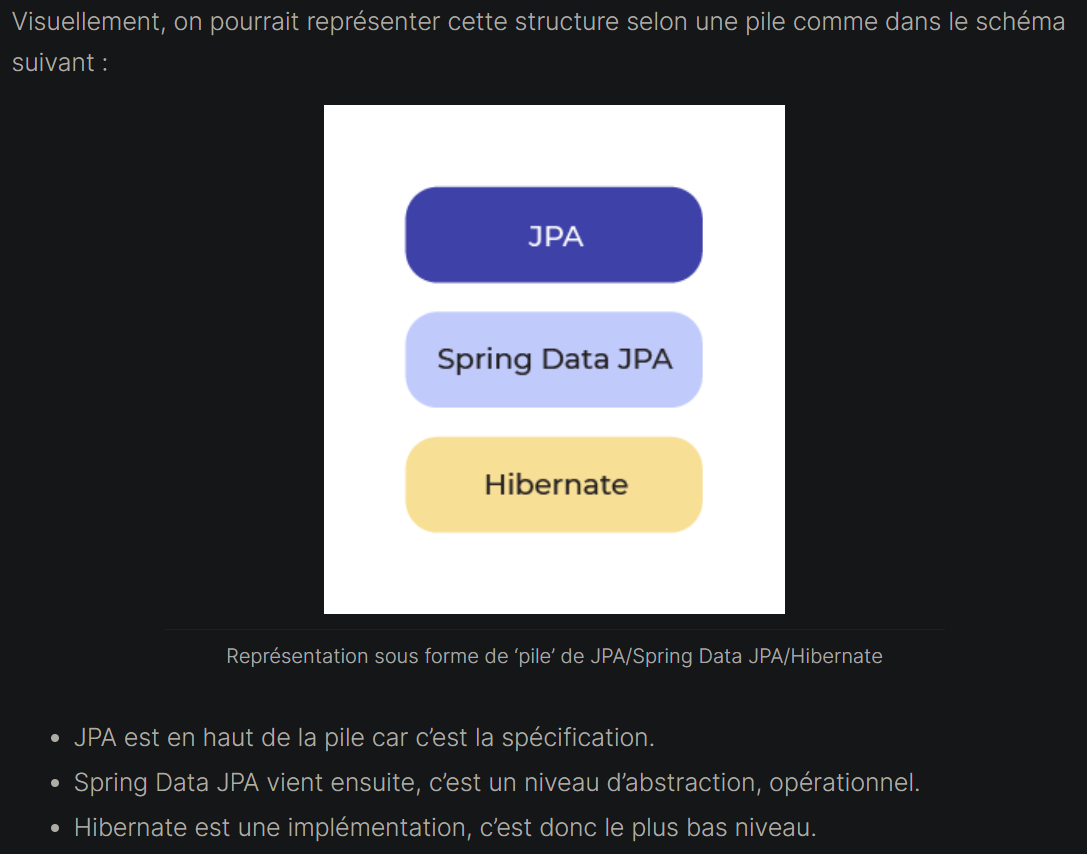 Visuellement, on pourrait représenter cette structure selon une pile comme dans le schéma
suivant :
JPA
Spring Data JPA
Hibernate
Représentation sous forme de ‘pile’ de JPA/Spring Data JPA/Hibernate
• JPA est en haut de la pile car c’est la spécification.
• Spring Data JPA vient ensuite, c’est un niveau d’abstraction, opérationnel.
• Hibernate est une implémentation, c’est donc le plus bas niveau.